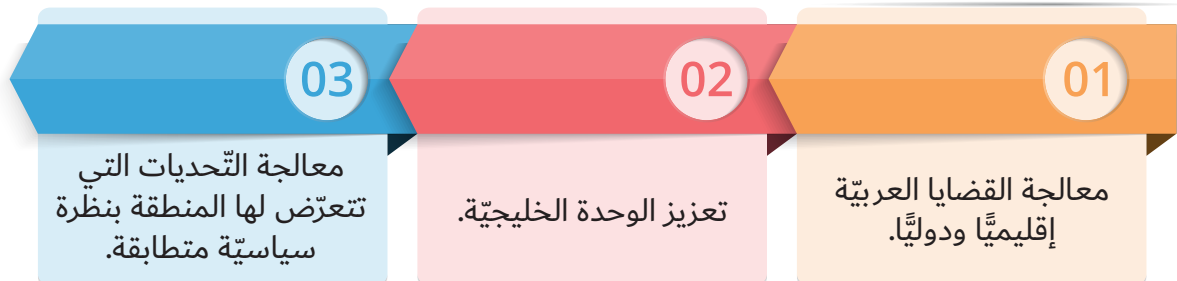 01
معالجة القضايا العربيّة
إقليميًّا ودوليًّا.
02
تعزيز الوحدة الخليجيّة.
03
معالجة التّحديات التي
تتعرّض لها المنطقة بنظرة
سياسيّة متطابقة.